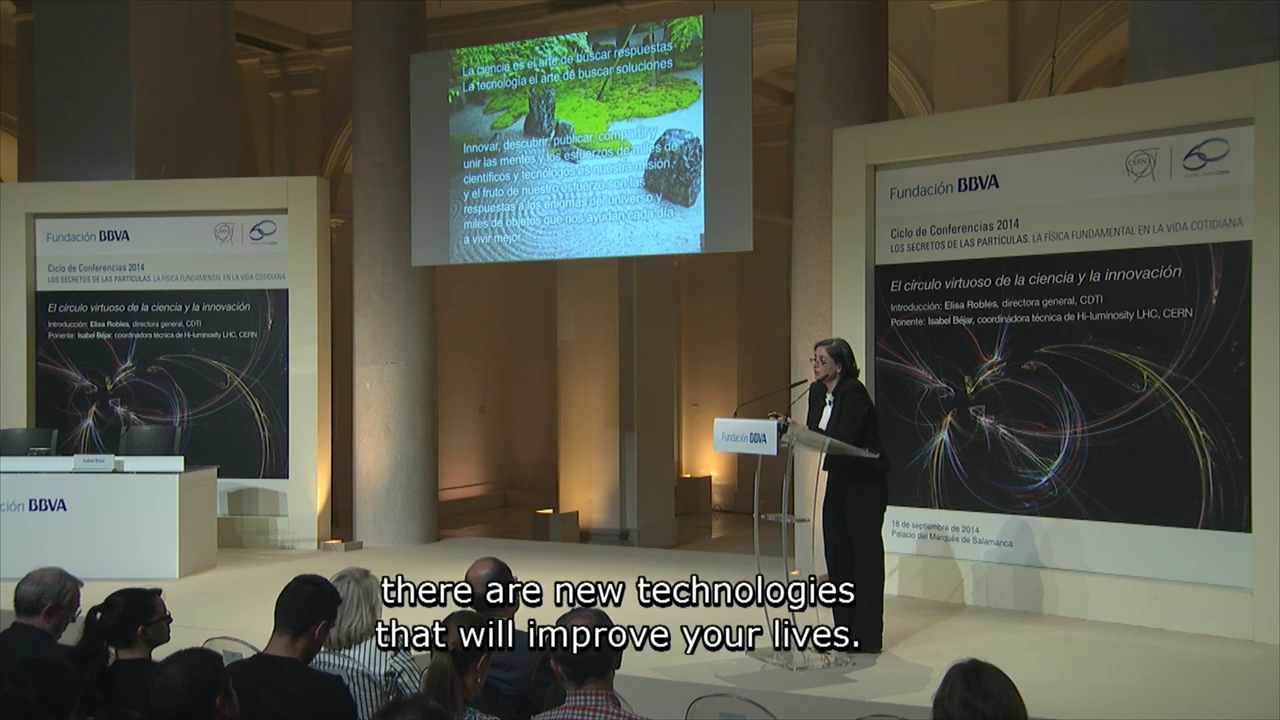 La ciencia es el arte de buscar respuestas
La tecnología el arte de buscar soluciones
Innovar, descubrir, publicar, compartir y
unir las mentes y los esfuerzos de miles de
científicos y tecnólogos es nuestra misión
y el fruto de nuestro esfuerzo son las
respuestas a los enigmas del universo y
miles de objetos que nos ayudan cada día
a vivir mejor.
Fundación BBVA
Ciclo de Conferencias 2014
LOS SECRETOS DE LAS PARTÍCULAS. LA FÍSICA FUNDAMENTAL EN LA VIDA COTIDIANA
El círculo virtuoso de la ciencia y la innovación
Introducción: Elisa Robles, directora general, CDTI
Ponente: Isabel Béjar, coordinadora técnica de Hi-luminosity LHC, CERN
Fundación BBVA
CERN
Ciclo de Conferencias 2014
LOS SECRETOS DE LAS PARTÍCULAS. LA FÍSICA FUNDAMENTAL EN LA VIDA COTIDIANA
El círculo virtuoso de la ciencia y la innovación
Introducción: Elisa Robles, directora general, CDTI
Ponente: Isabel Béjar, coordinadora técnica de Hi-luminosity LHC, CERN
18 de septiembre de 2014
Palacio del Marqués de Salamanca
Fundación BBVA
Isabel Béjar
ción BBVA
there are new technologies
that will improve your lives.